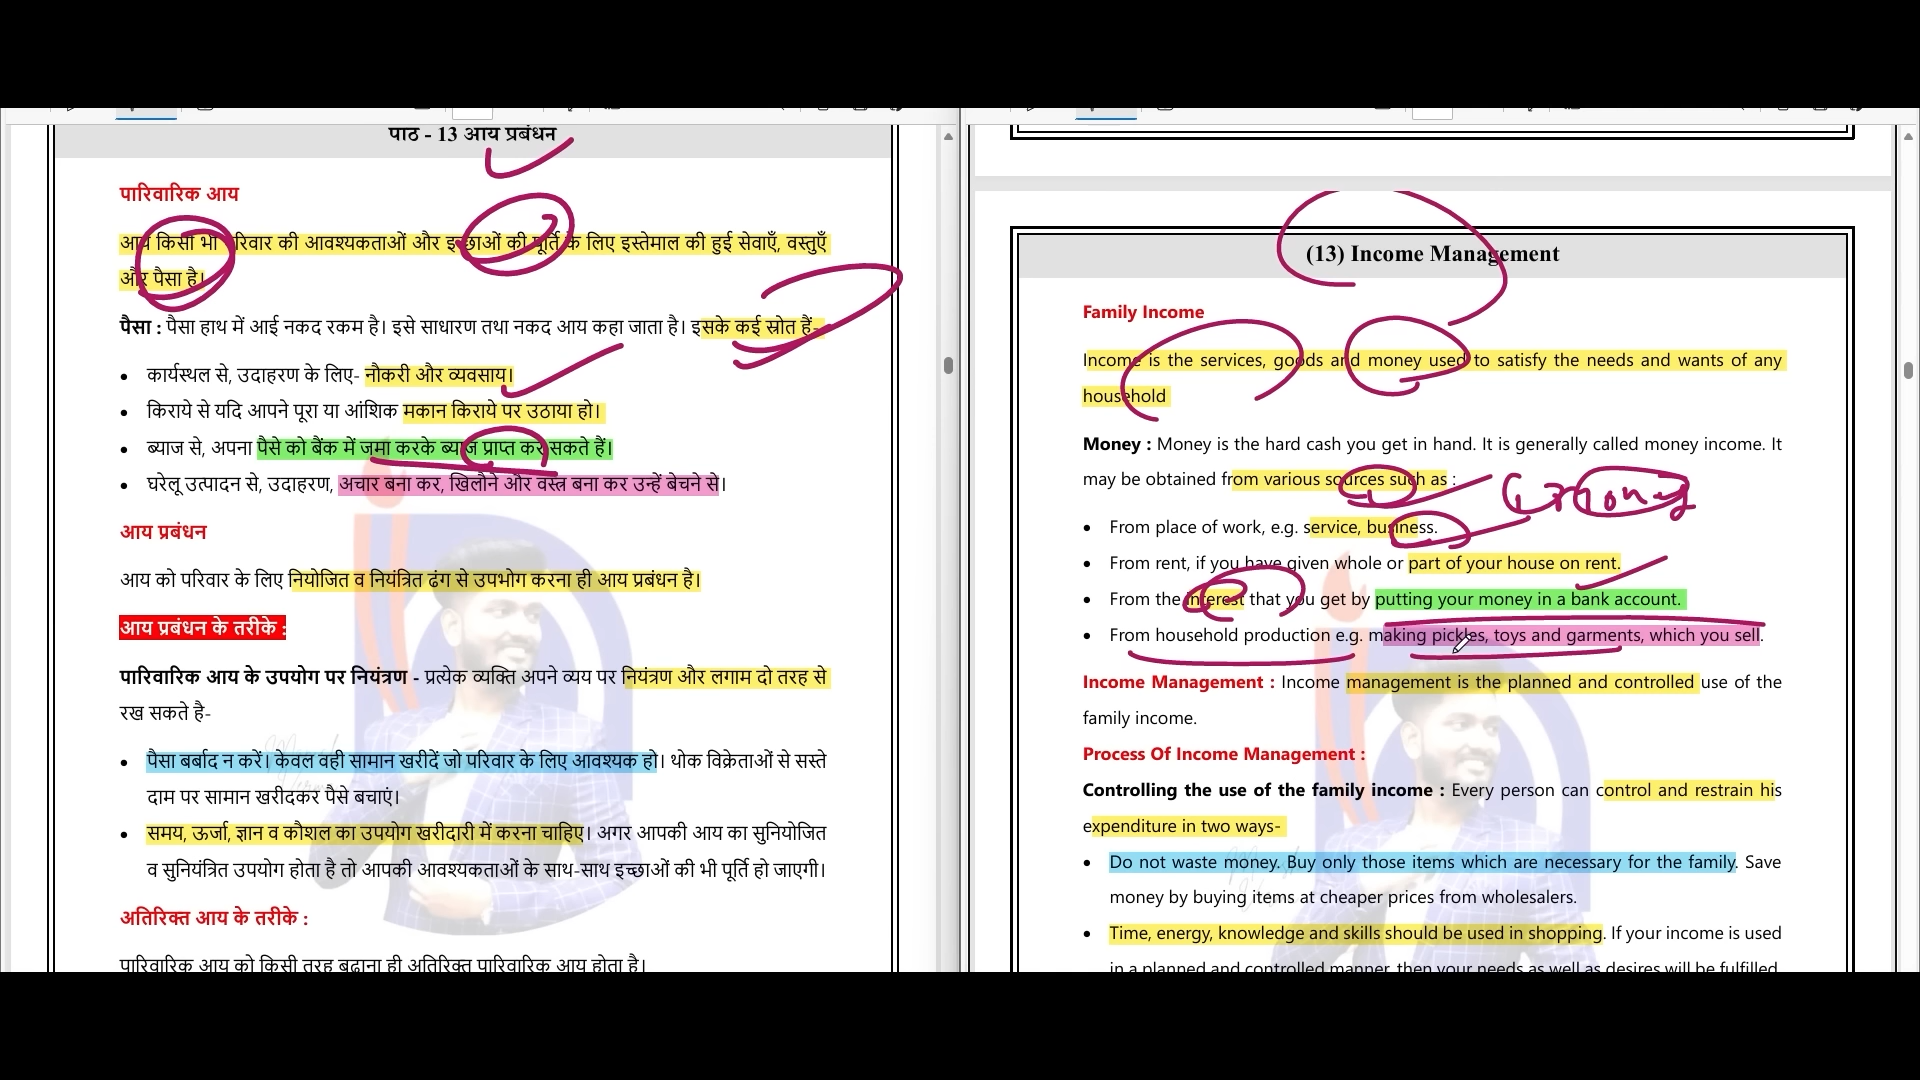 पाठ - 13 आय प्रबंधन
पारिवारिक आय
आय किसी भी परिवार की आवश्यकताओं और इच्छाओं की पूर्ति के लिए इस्तेमाल की हुई सेवाएँ, वस्तुएँ
और पैसा है।
पैसा : पैसा हाथ में आई नकद रकम है। इसे साधारण तथा नकद आय कहा जाता है। इसके कई स्रोत हैं-
• कार्यस्थल से, उदाहरण के लिए- नौकरी और व्यवसाय।
• किराये से यदि आपने पूरा या आंशिक मकान किराये पर उठाया हो।
• ब्याज से, अपना पैसे को बैंक में जमा करके ब्याज प्राप्त कर सकते हैं।
• घरेलू उत्पादन से, उदाहरण, अचार बना कर, खिलौने और वस्त्र बना कर उन्हें बेचने से।
आय प्रबंधन
आय को परिवार के लिए नियोजित व नियंत्रित ढंग से उपभोग करना ही आय प्रबंधन है।
आय प्रबंधन के तरीके :
पारिवारिक आय के उपयोग पर नियंत्रण - प्रत्येक व्यक्ति अपने व्यय पर नियंत्रण और लगाम दो तरह से
रख सकते है-
• पैसा बर्बाद न करें। केवल वही सामान खरीदें जो परिवार के लिए आवश्यक हो। थोक विक्रेताओं से सस्ते
दाम पर सामान खरीदकर पैसे बचाएं।
• समय, ऊर्जा, ज्ञान व कौशल का उपयोग खरीदारी में करना चाहिए। अगर आपकी आय का सुनियोजित
व सुनियंत्रित उपयोग होता है तो आपकी आवश्यकताओं के साथ-साथ इच्छाओं की भी पूर्ति हो जाएगी।
अतिरिक्त आय के तरीके :
पारिवारिक आय को किसी तरह बढ़ाना ही अतिरिक्त पारिवारिक आय होता है।
(13) Income Management
Family Income
Income is the services, goods and money used to satisfy the needs and wants of any
household
Money : Money is the hard cash you get in hand. It is generally called money income. It
may be obtained from various sources such as :
money
• From place of work, e.g. service, business.
• From rent, if you have given whole or part of your house on rent.
• From the interest that you get by putting your money in a bank account.
• From household production e.g. making pickles, toys and garments, which you sell.
Income Management : Income management is the planned and controlled use of the
family income.
Process Of Income Management :
Controlling the use of the family income : Every person can control and restrain his
expenditure in two ways-
• Do not waste money. Buy only those items which are necessary for the family. Save
money by buying items at cheaper prices from wholesalers.
• Time, energy, knowledge and skills should be used in shopping. If your income is used
in a planned and controlled manner, then your needs as well as desires will be fulfilled.